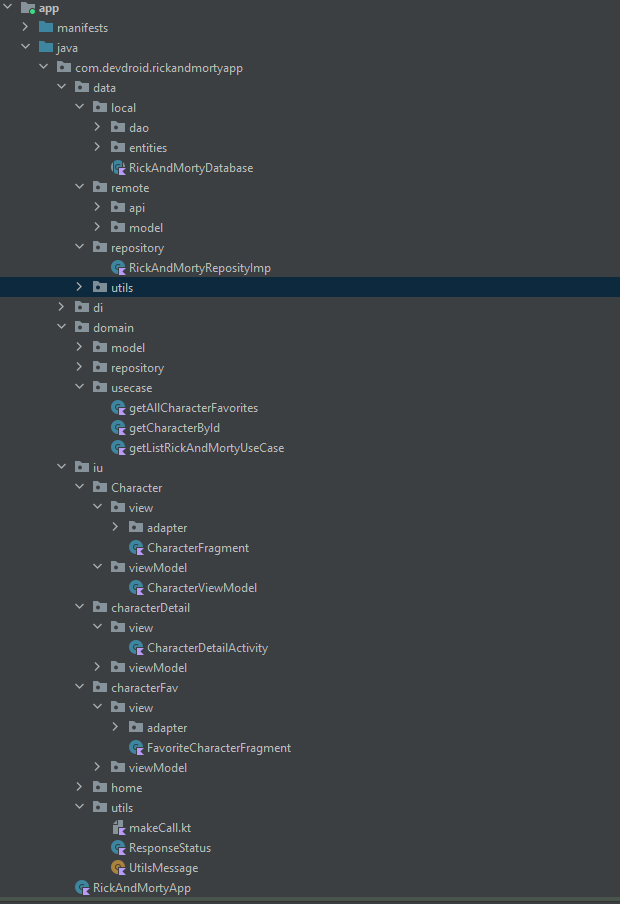 app
manifests
java
com.devdroid.rickandmortyapp
data
local
dao
entities
RickAndMortyDatabase
remote
api
model
repository
RickAndMortyReposityImp
utils
di
domain
model
repository
usecase
getAllCharacterFavorites
getCharacterById
getListRickAndMortyUseCase
iu
Character
view
adapter
CharacterFragment
viewModel
CharacterViewModel
characterDetail
view
CharacterDetailActivity
viewModel
characterFav
view
adapter
FavoriteCharacterFragment
viewModel
home
utils
makeCall.kt
ResponseStatus
UtilsMessage
RickAndMortyApp